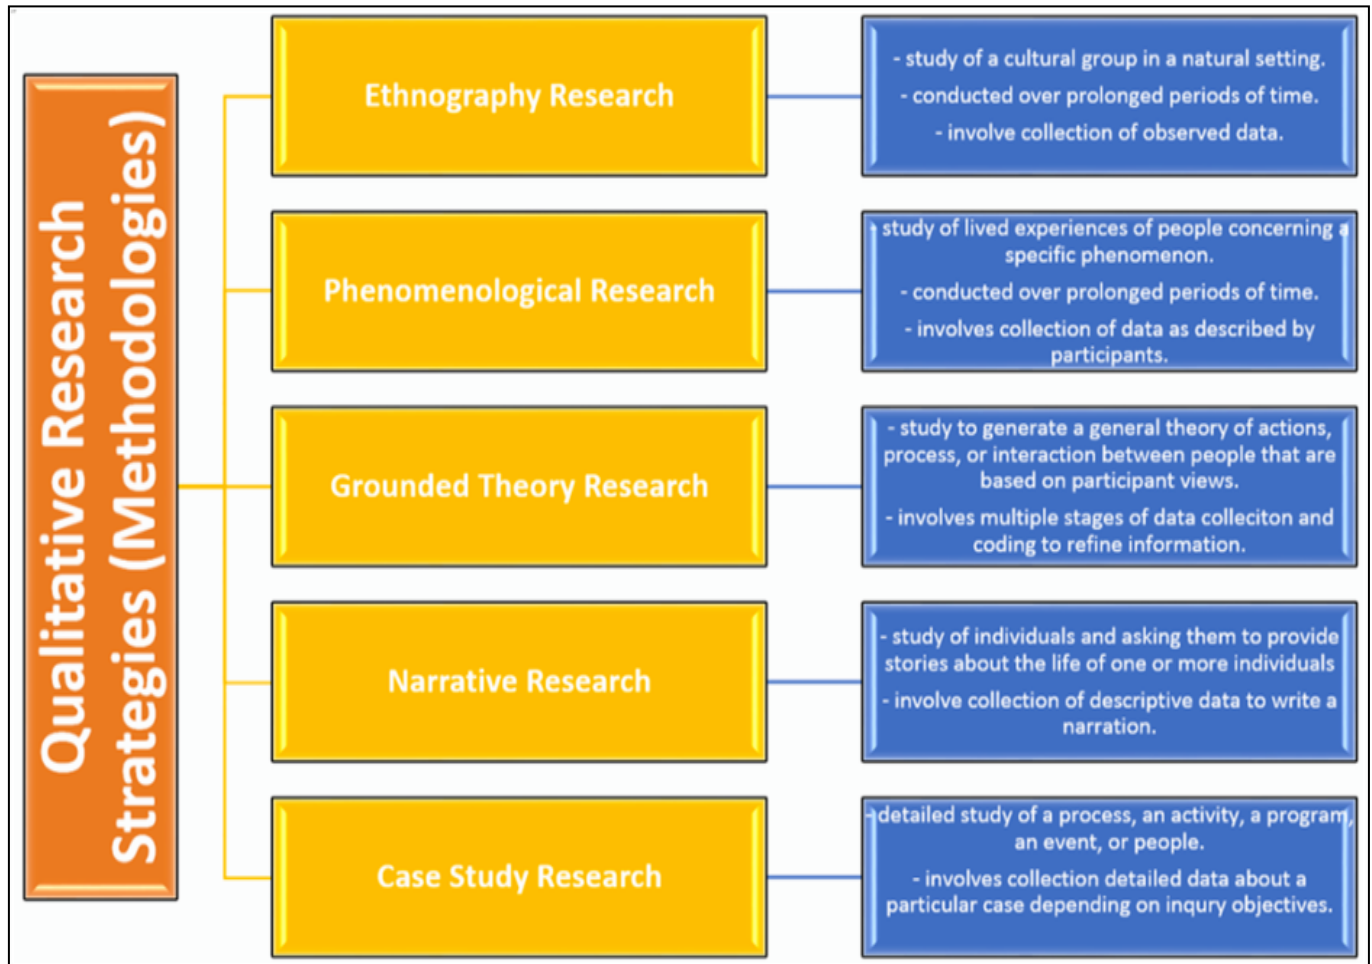 Qualitative Research
Strategies (Methodologies)
Ethnography Research
- study of a cultural group in a natural setting.
- conducted over prolonged periods of time.
- involve collection of observed data.
Phenomenological Research
- study of lived experiences of people concerning a
specific phenomenon.
- conducted over prolonged periods of time.
- involves collection of data as described by
participants.
Grounded Theory Research
- study to generate a general theory of actions,
process, or interaction between people that are
based on participant views.
- involves multiple stages of data colleciton and
coding to refine information.
Narrative Research
- study of individuals and asking them to provide
stories about the life of one or more individuals
- involve collection of descriptive data to write a
narration.
Case Study Research
- detailed study of a process, an activity, a program,
an event, or people.
- involves collection detailed data about a
particular case depending on inqury objectives.